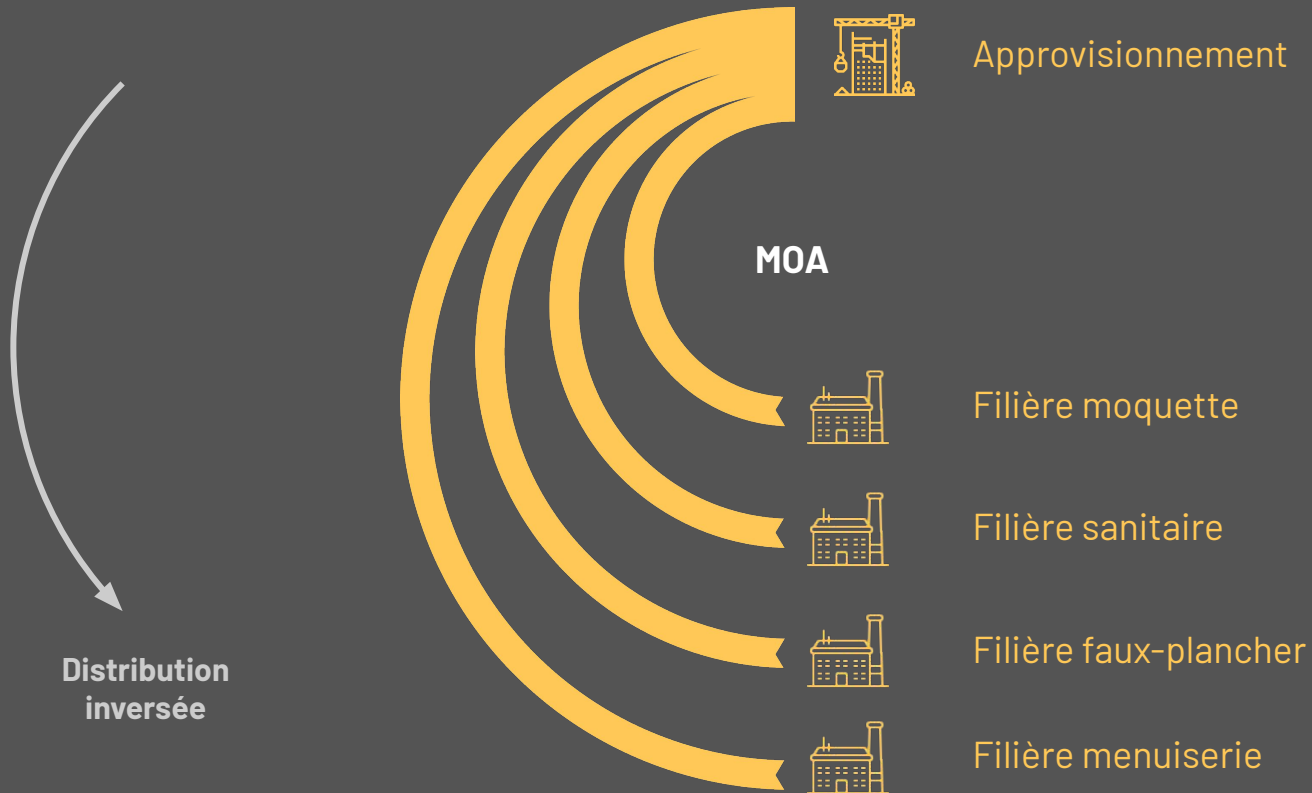 Approvisionnement
MOA
Filière moquette
Filière sanitaire
Filière faux-plancher
Filière menuiserie
Distribution
inversée